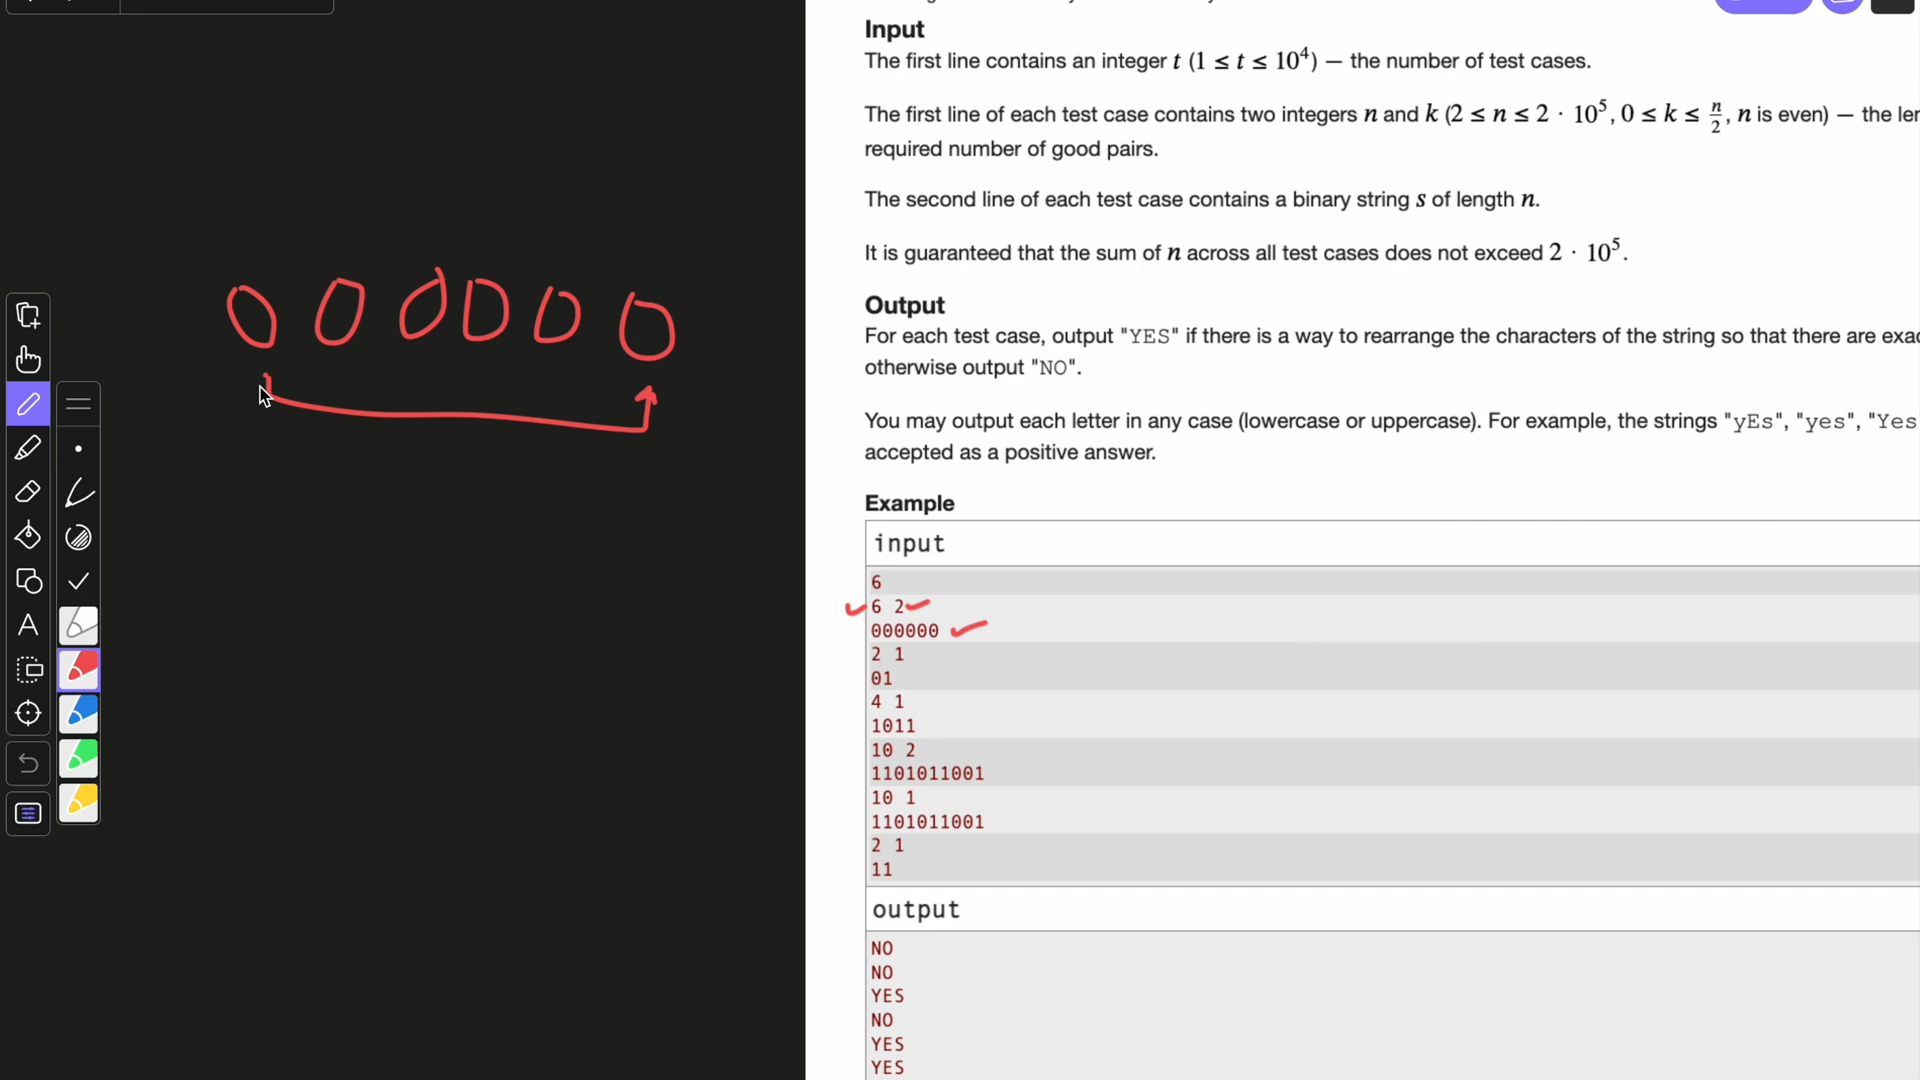 0 0 0 0 0 0
Input
The first line contains an integer t (1 ≤ t ≤ 10⁴) — the number of test cases.
The first line of each test case contains two integers n and k (2 ≤ n ≤ 2 · 10⁵, 0 ≤ k ≤ n/2, n is even) — the
required number of good pairs.
The second line of each test case contains a binary string s of length n.
It is guaranteed that the sum of n across all test cases does not exceed 2 · 10⁵.
Output
For each test case, output "YES" if there is a way to rearrange the characters of the string so that there are
otherwise output "NO".
You may output each letter in any case (lowercase or uppercase). For example, the strings "yEs", "yes", "Yes
accepted as a positive answer.
Example
input
6
6 2
000000
2 1
01
4 1
1011
10 2
1101011001
10 1
1101011001
2 1
11
output
NO
NO
YES
NO
YES
YES
A